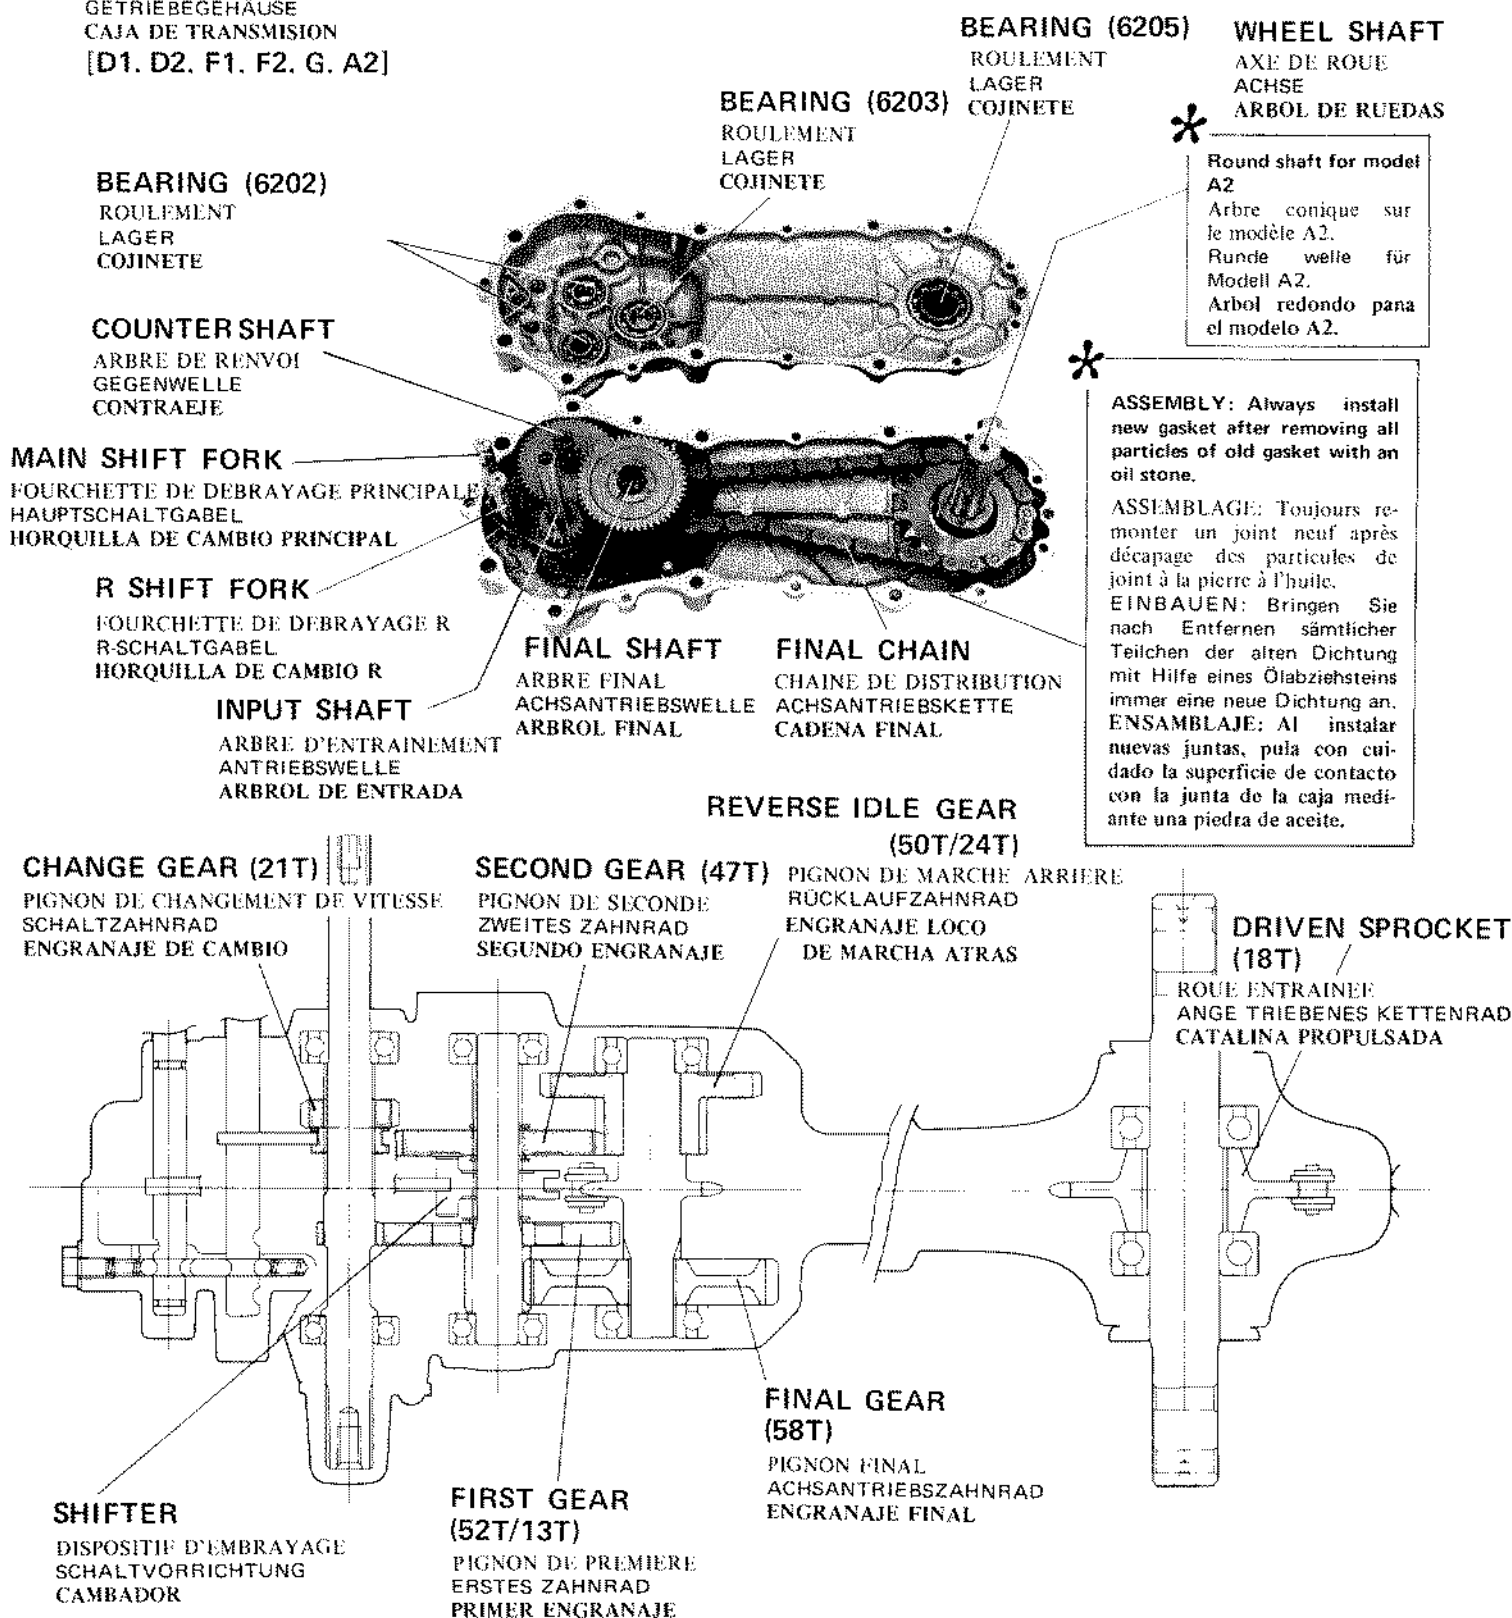 GETRIEBEGEHÄUSE
CAJA DE TRANSMISION
[D1. D2. F1. F2. G. A2]
BEARING (6205)
ROULEMENT
LAGER
COJINETE
WHEEL SHAFT
AXE DE ROUE
ACHSE
ARBOL DE RUEDAS
BEARING (6203)
ROULEMENT
LAGER
COJINETE
BEARING (6202)
ROULEMENT
LAGER
COJINETE
*
Round shaft for model
A2
Arbre conique sur
le modèle A2.
Runde welle für
Modell A2.
Arbol redondo pana
el modelo A2.
COUNTER SHAFT
ARBRE DE RENVOI
GEGENWELLE
CONTRAEJE
*
ASSEMBLY: Always install
new gasket after removing all
particles of old gasket with an
oil stone.
ASSEMBLAGE: Toujours re-
monter un joint neuf après
décapage des particules de
joint à la pierre à l'huile.
EINBAUEN: Bringen Sie
nach Entfernen sämtlicher
Teilchen der alten Dichtung
mit Hilfe eines Ölabziehsteins
immer eine neue Dichtung an.
ENSAMBLAJE: Al instalar
nuevas juntas, pula con cui-
dado la superficie de contacto
con la junta de la caja medi-
ante una piedra de aceite.
MAIN SHIFT FORK
FOURCHETTE DE DEBRAYAGE PRINCIPALE
HAUPTSCHALTGABEL
HORQUILLA DE CAMBIO PRINCIPAL
R SHIFT FORK
FOURCHETTE DE DEBRAYAGE R
R-SCHALTGABEL
HORQUILLA DE CAMBIO R
INPUT SHAFT
ARBRE D'ENTRAINEMENT
ANTRIEBSWELLE
ARBROL DE ENTRADA
FINAL SHAFT
ARBRE FINAL
ACHSANTRIEBSWELLE
ARBROL FINAL
FINAL CHAIN
CHAINE DE DISTRIBUTION
ACHSANTRIEBSKETTE
CADENA FINAL
CHANGE GEAR (21T)
PIGNON DE CHANGEMENT DE VITESSE
SCHALTZAHNRAD
ENGRANAJE DE CAMBIO
SECOND GEAR (47T)
PIGNON DE SECONDE
ZWEITES ZAHNRAD
SEGUNDO ENGRANAJE
REVERSE IDLE GEAR
(50T/24T)
PIGNON DE MARCHE ARRIERE
RÜCKLAUFZAHNRAD
ENGRANAJE LOCO
DE MARCHA ATRAS
DRIVEN SPROCKET
(18T)
ROUE ENTRAINEE
ANGE TRIEBENES KETTENRAD
CATALINA PROPULSADA
FINAL GEAR
(58T)
PIGNON FINAL
ACHSANTRIEBSZAHNRAD
ENGRANAJE FINAL
SHIFTER
DISPOSITIF D'EMBRAYAGE
SCHALTVORRICHTUNG
CAMBADOR
FIRST GEAR
(52T/13T)
PIGNON DE PREMIERE
ERSTES ZAHNRAD
PRIMER ENGRANAJE